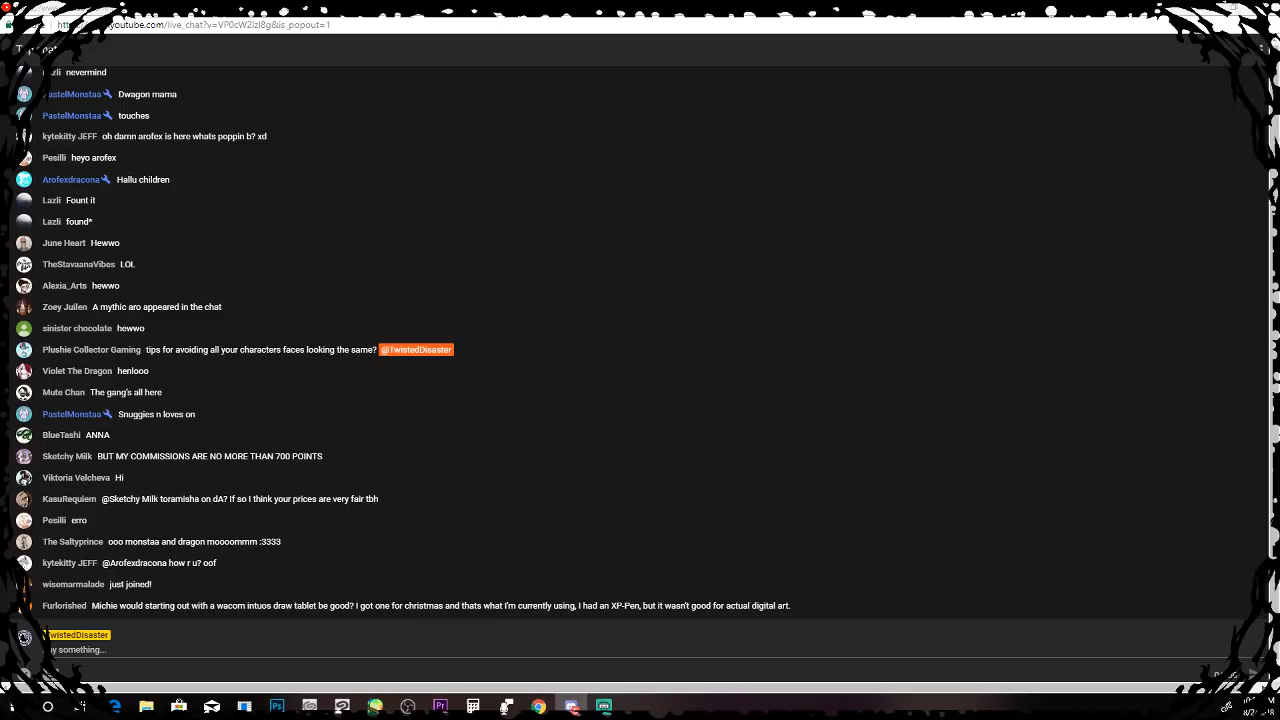 youtube.com/live_chat?v=VP0cW2IzI8g&is_popout=1
nevermind
PastelMonstaa Dwagon mama
PastelMonstaa touches
kytekitty JEFF oh damn arofex is here whats poppin b? xd
Pesilli heyo arofex
Arofexdracona Hallu children
Lazli Fount it
Lazli found*
June Heart Hewwo
TheStavaanaVibes LOL
Alexia_Arts hewwo
Zoey Juilen A mythic aro appeared in the chat
sinister chocolate hewwo
Plushie Collector Gaming tips for avoiding all your characters faces looking the same? @TwistedDisaster
Violet The Dragon henlooo
Mute Chan The gang's all here
PastelMonstaa Snuggies n loves on
BlueTashi ANNA
Sketchy Milk BUT MY COMMISSIONS ARE NO MORE THAN 700 POINTS
Viktoria Velcheva Hi
KasuRequiem @Sketchy Milk toramisha on dA? If so I think your prices are very fair tbh
Pesilli erro
The Saltyprince ooo monstaa and dragon moooommm :3333
kytekitty JEFF @Arofexdracona how r u? oof
wisemarmalade just joined!
Furlorished Michie would starting out with a wacom intuos draw tablet be good? I got one for christmas and thats what I'm currently using, I had an XP-Pen, but it wasn't good for actual digital art.
TwistedDisaster
something...
Ps
Pr